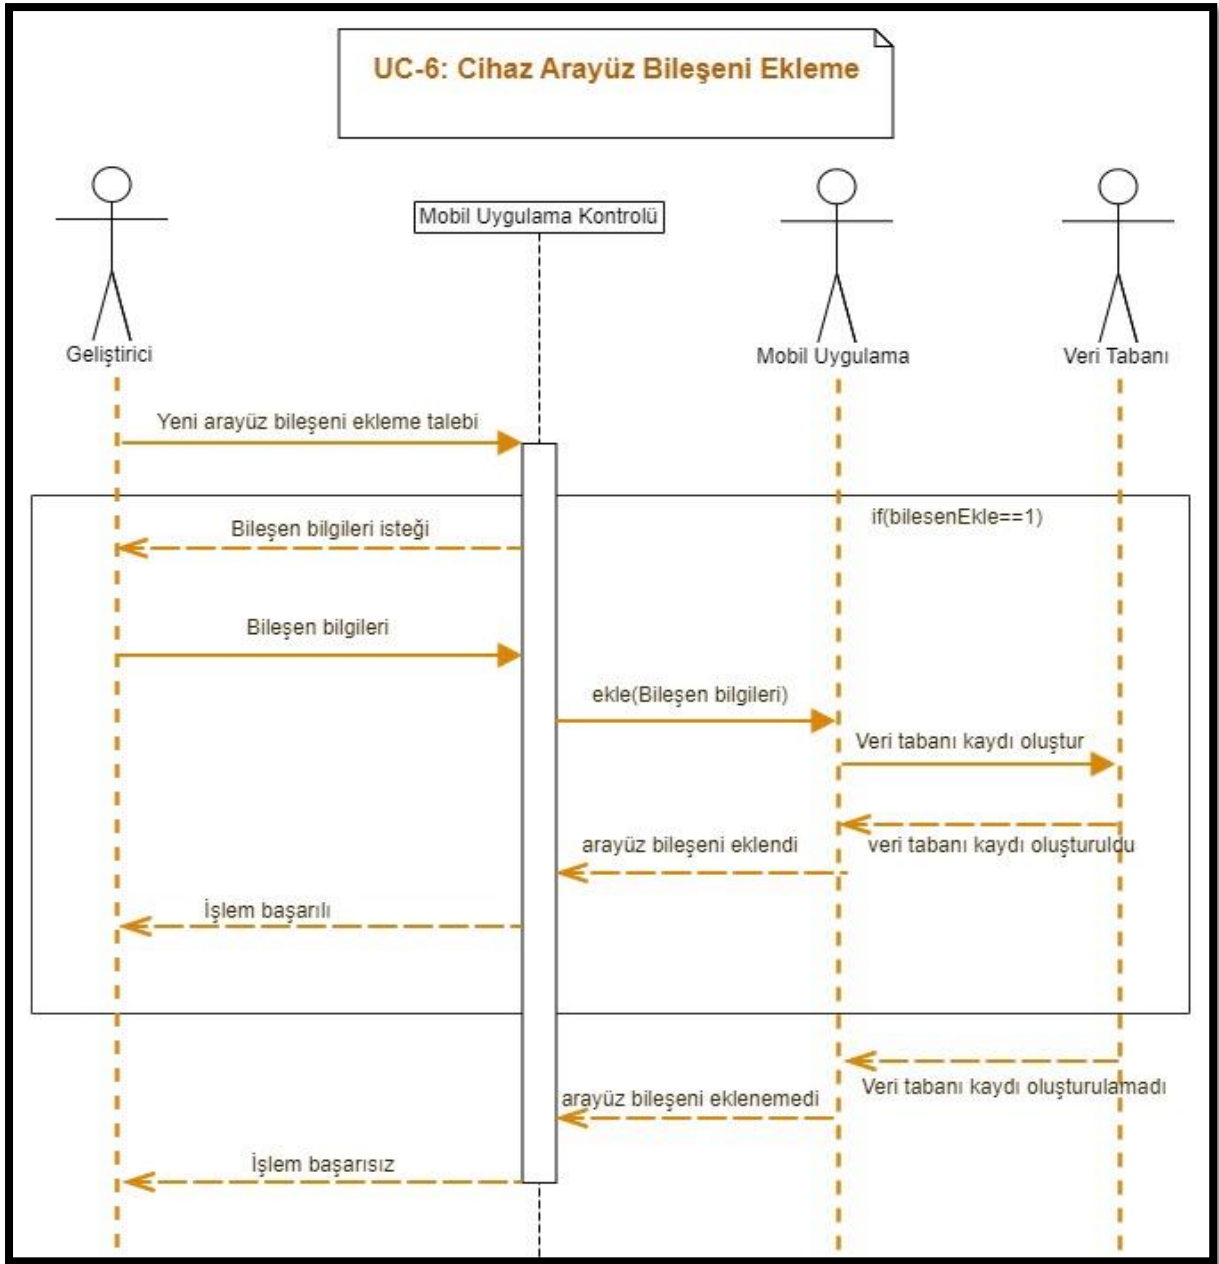 UC-6: Cihaz Arayüz Bileşeni Ekleme
Mobil Uygulama Kontrolü
Geliştirici
Mobil Uygulama
Veri Tabanı
Yeni arayüz bileşeni ekleme talebi
if(bilesenEkle==1)
Bileşen bilgileri isteği
Bileşen bilgileri
ekle(Bileşen bilgileri)
Veri tabanı kaydı oluştur
veri tabanı kaydı oluşturuldu
arayüz bileşeni eklendi
İşlem başarılı
Veri tabanı kaydı oluşturulamadı
arayüz bileşeni eklenemedi
İşlem başarısız